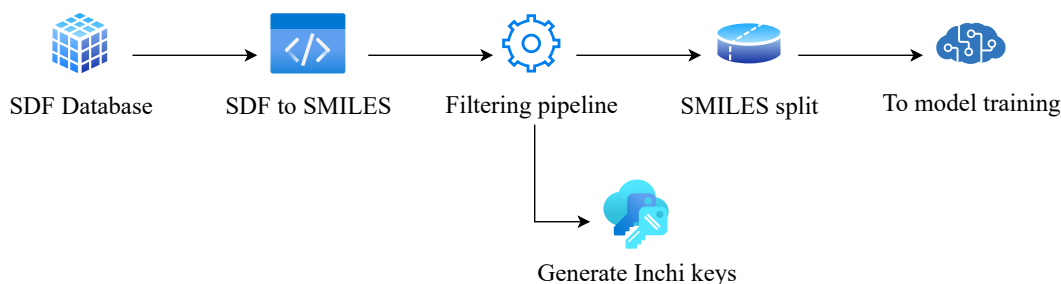 SDF Database
SDF to SMILES
Filtering pipeline
SMILES split
To model training
Generate Inchi keys